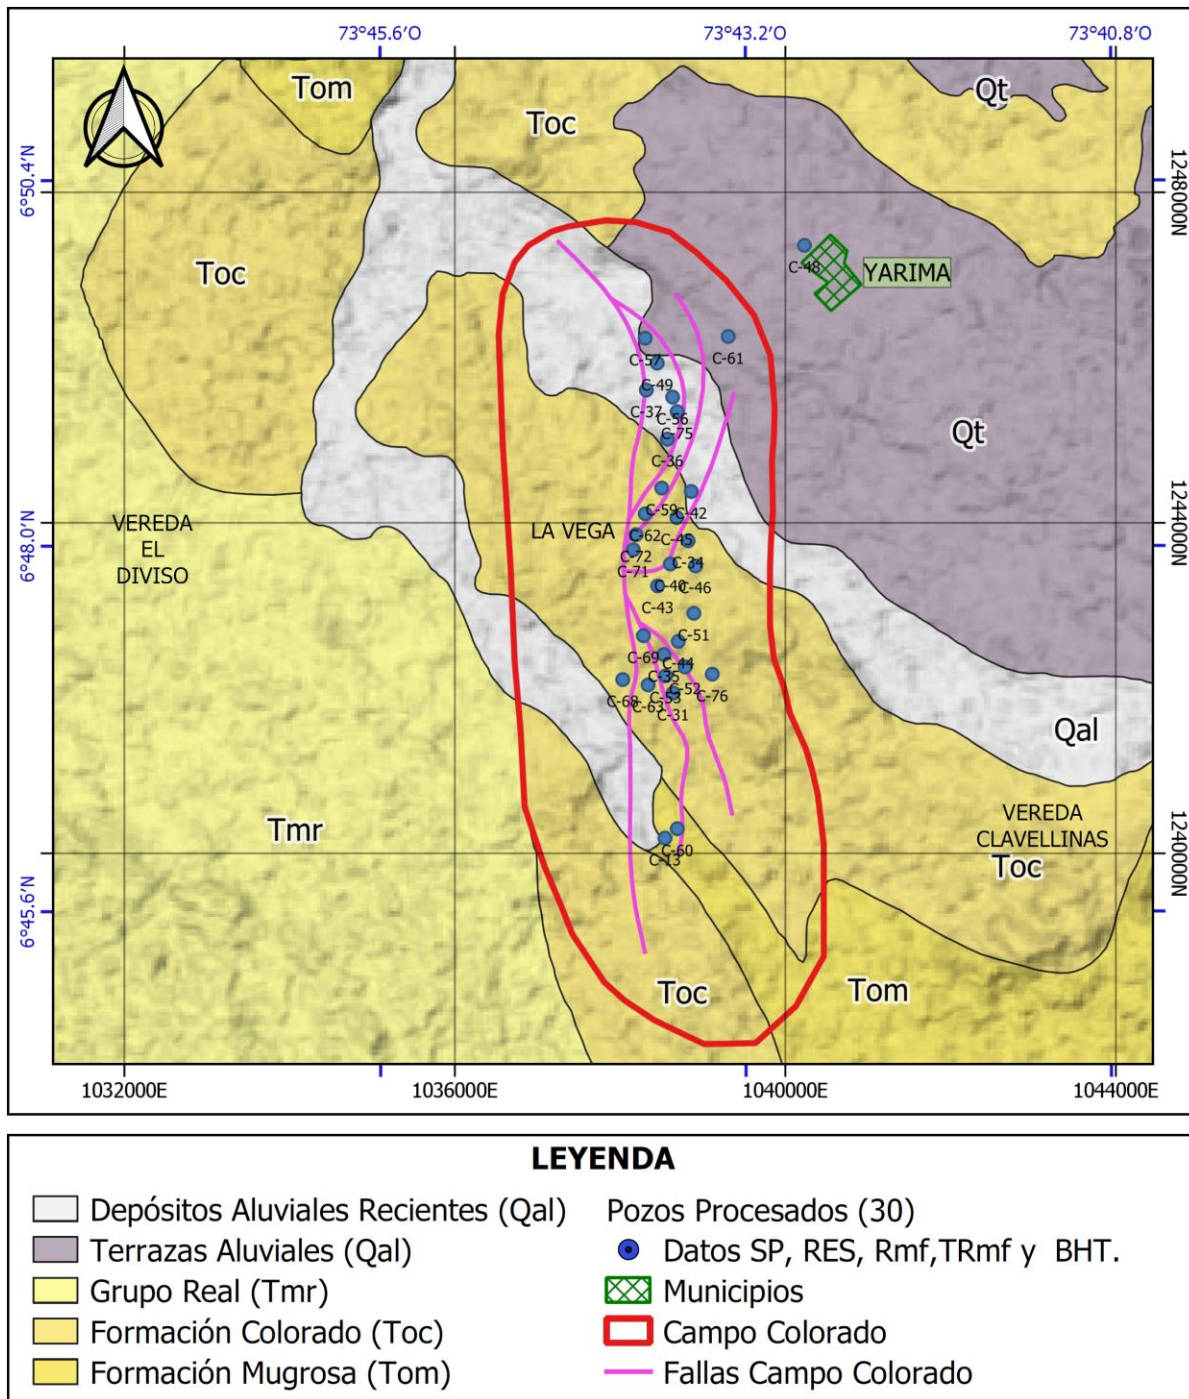 73°45.6'O
73°43.2'O
73°40.8'O
Tom
Toc
Qt
6°50.4'N
1248000N
Toc
C-48
YARIMA
C-57
C-61
C-49
C-37
C-56
C-75
C-36
Qt
VEREDA
EL
DIVISO
LA VEGA
C-59
C-42
C-62
C-45
C-72
C-34
C-71
C-40
C-46
C-43
6°48.0'N
1244000N
C-51
C-69
C-44
C-35
C-52
C-76
C-68
C-53
C-63
C-31
Qal
Tmr
VEREDA
CLAVELLINAS
Toc
C-60
C-13
1240000N
6°45.6'N
Toc
Tom
1032000E
1036000E
1040000E
1044000E
LEYENDA
Depósitos Aluviales Recientes (Qal)
Terrazas Aluviales (Qal)
Grupo Real (Tmr)
Formación Colorado (Toc)
Formación Mugrosa (Tom)
Pozos Procesados (30)
Datos SP, RES, Rmf,TRmf y BHT.
Municipios
Campo Colorado
Fallas Campo Colorado